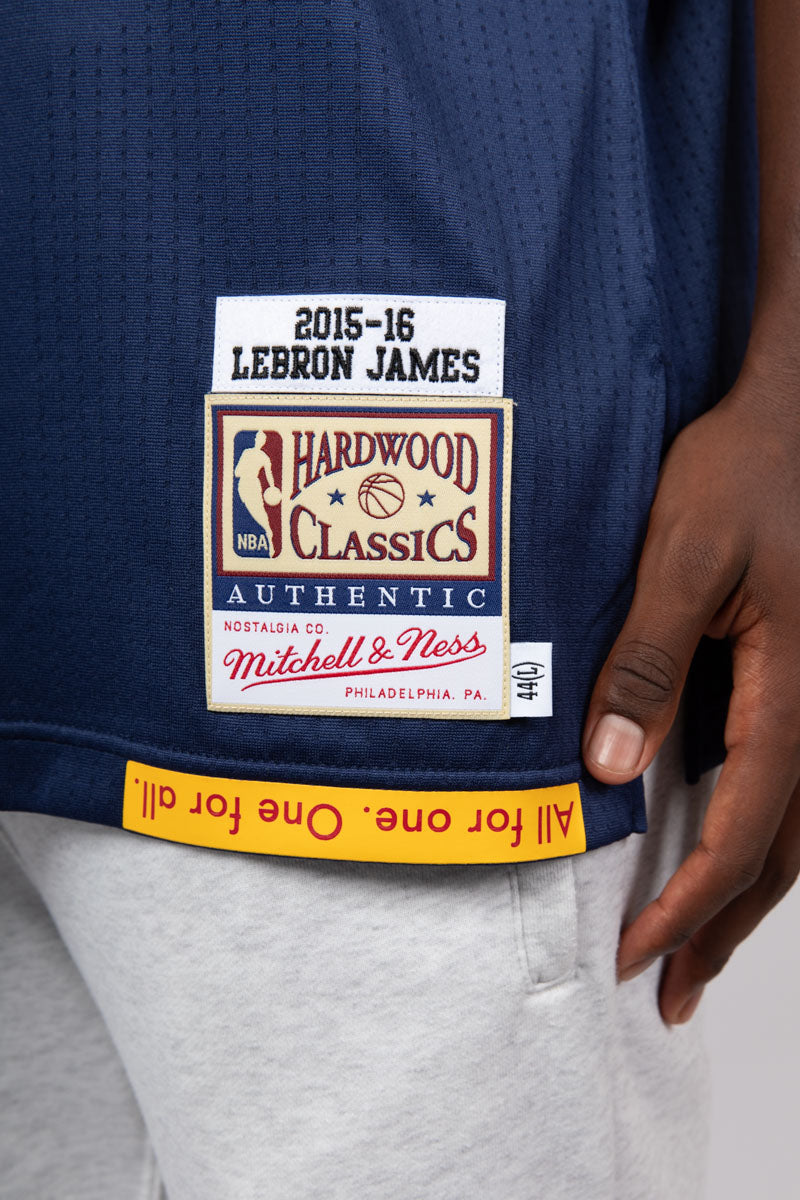 2015-16
LEBRON JAMES
HARDWOOD
CLASSICS
NBA
AUTHENTIC
NOSTALGIA CO.
Mitchell & Ness
PHILADELPHIA. PA.
44(L)
All for one. One for all.